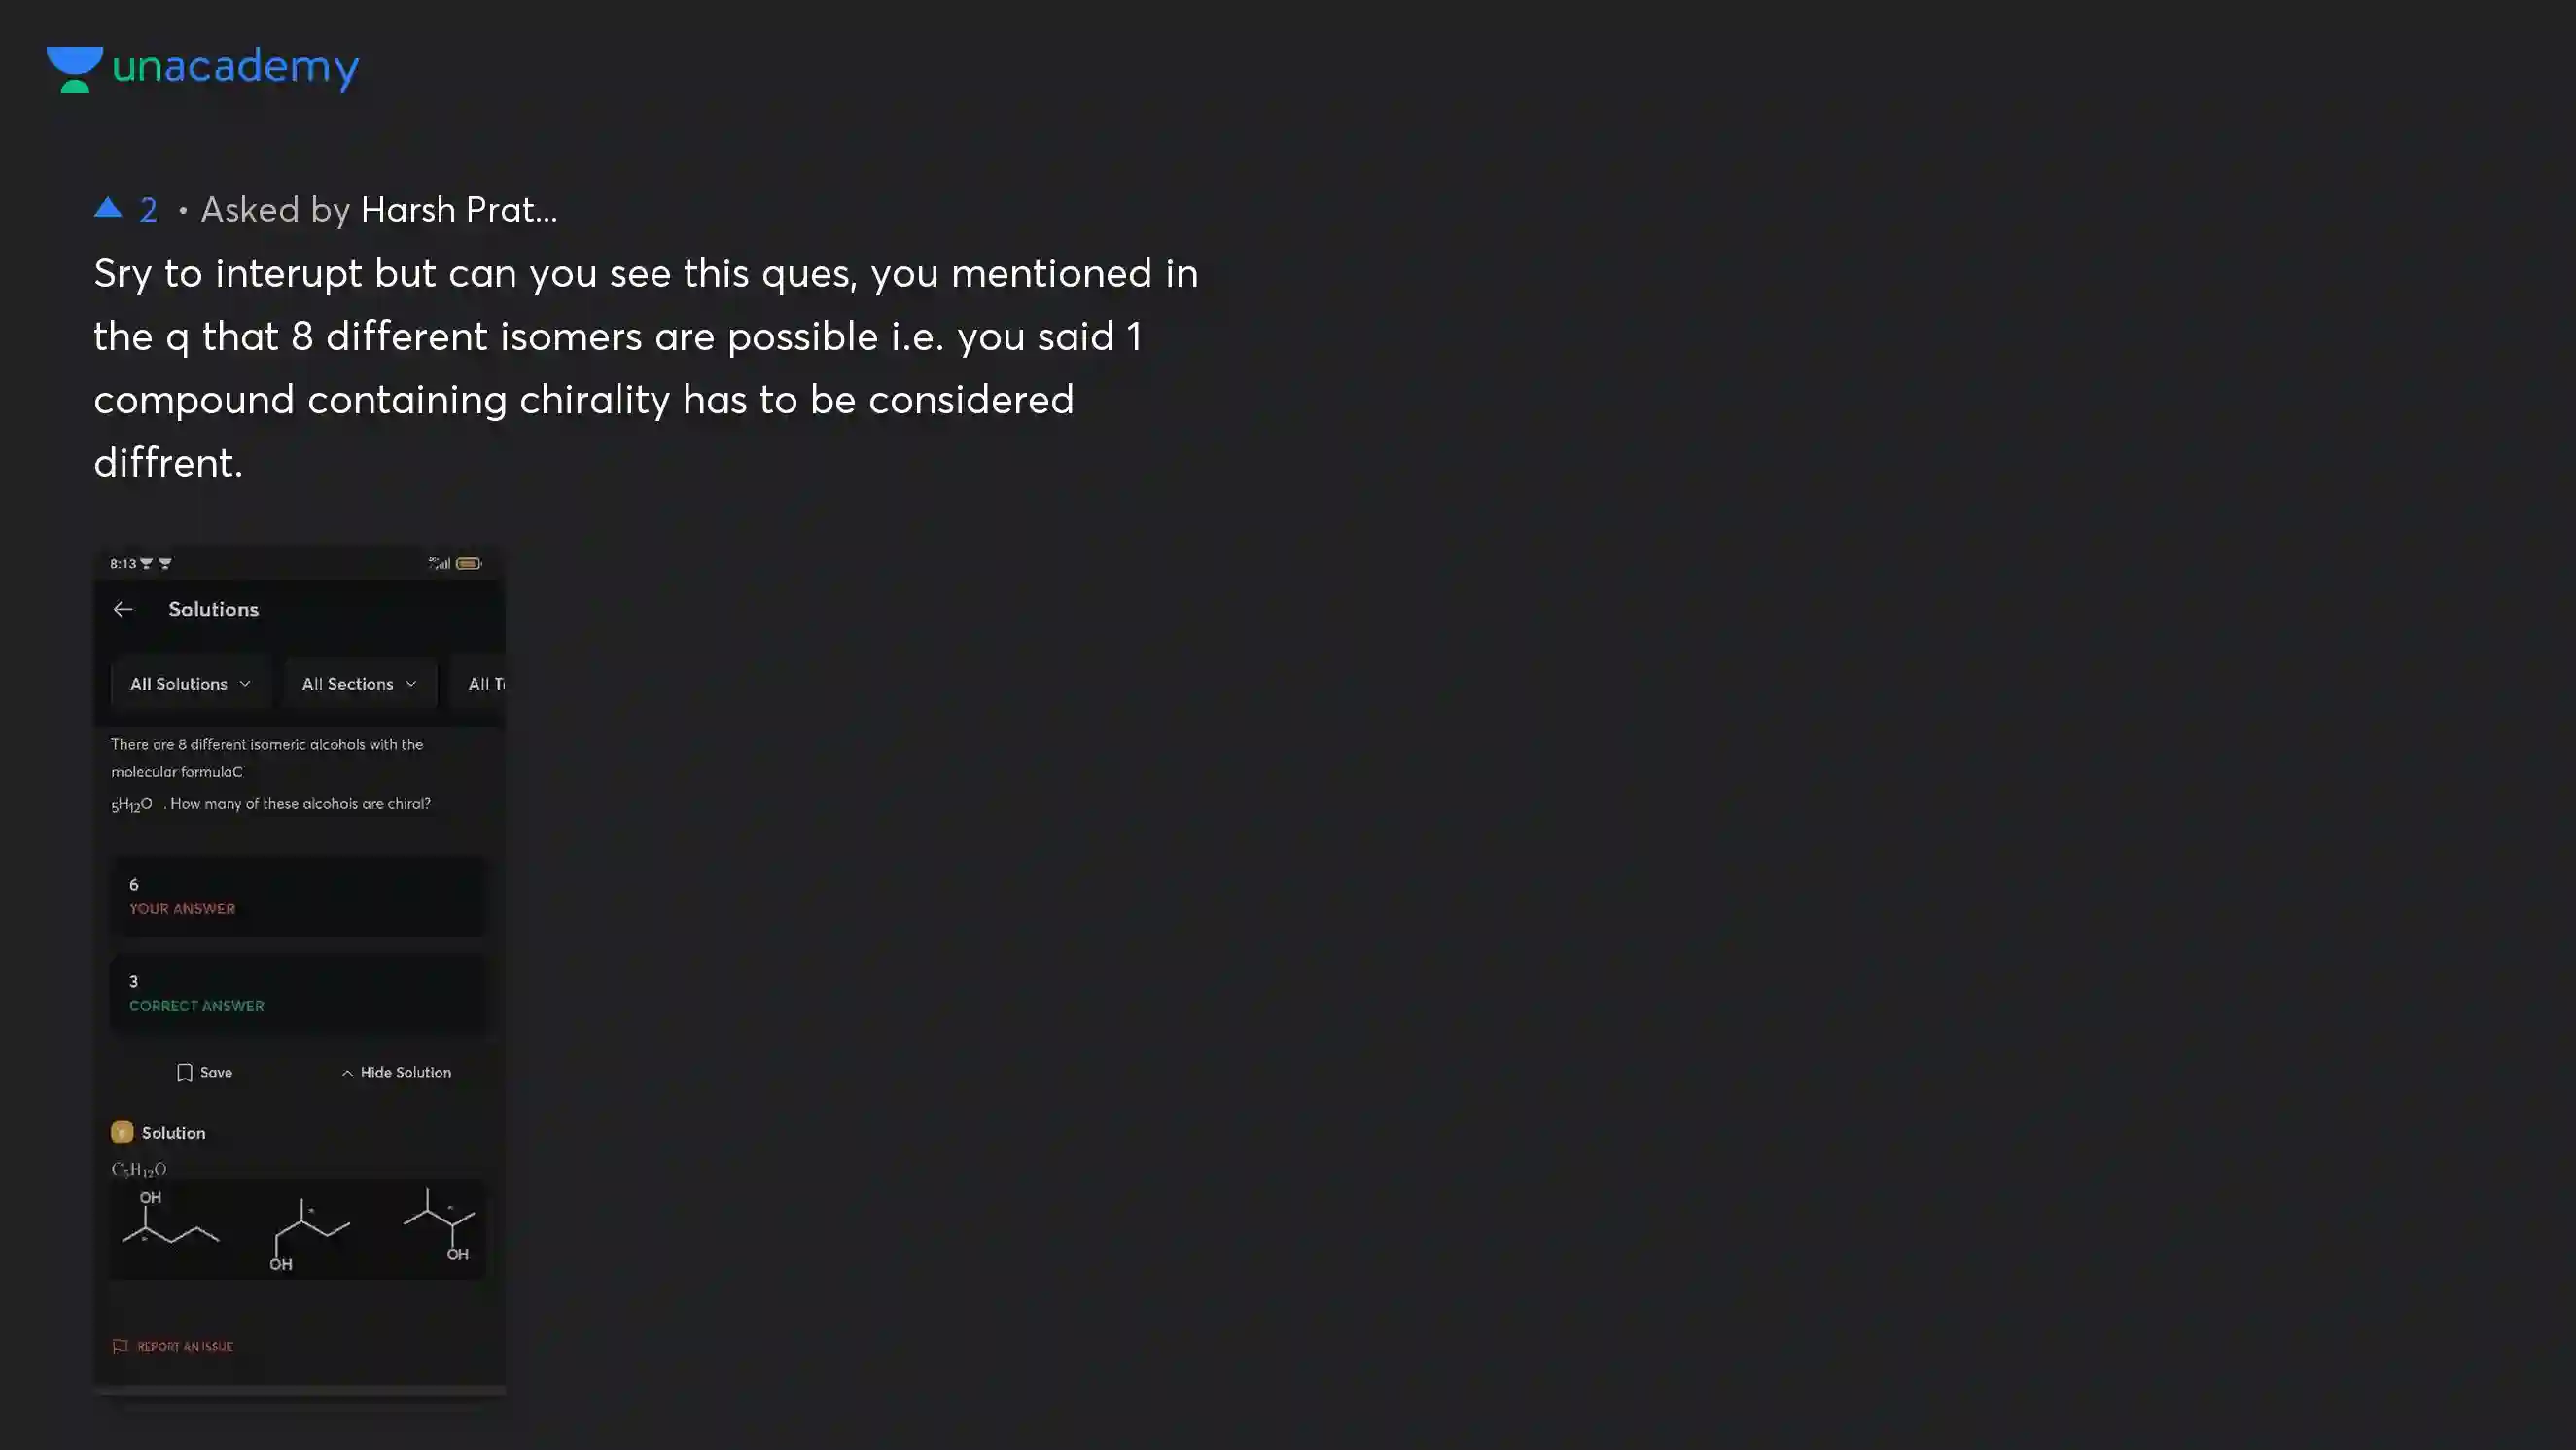 unacademy
▲ 2 • Asked by Harsh Prat...
Sry to interupt but can you see this ques, you mentioned in
the q that 8 different isomers are possible i.e. you said 1
compound containing chirality has to be considered
diffrent.
8:13
Solutions
All Solutions
All Sections
All T
There are 8 different isomeric alcohols with the
molecular formulaC
5H12O . How many of these alcohols are chiral?
6
YOUR ANSWER
3
CORRECT ANSWER
Save
Hide Solution
Solution
C5H12O
OH
OH
OH
REPORT AN ISSUE